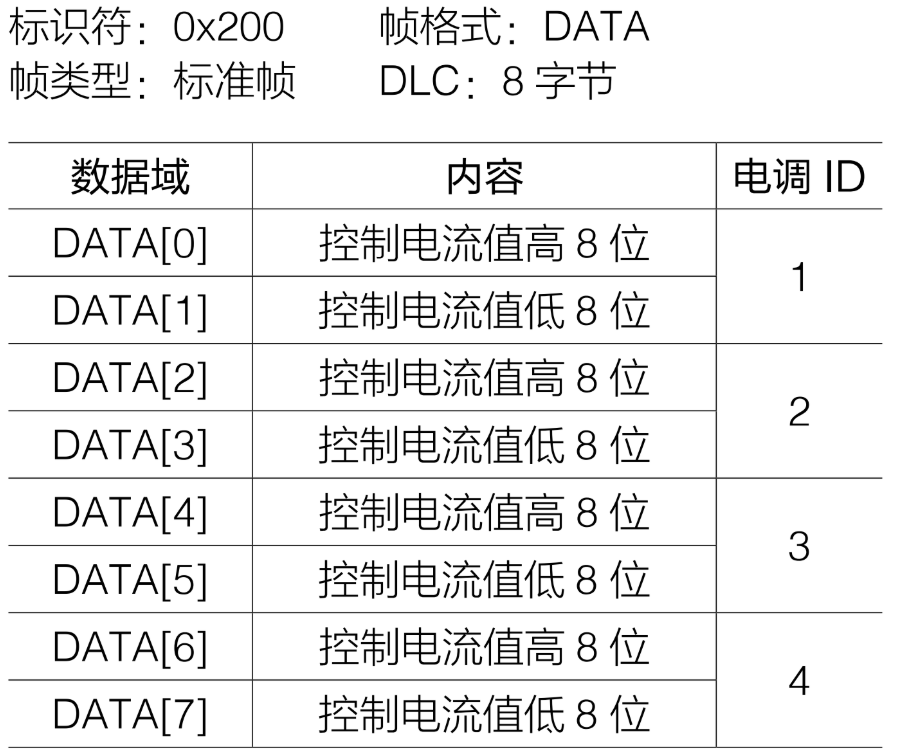 标识符：0x200 帧格式：DATA
帧类型：标准帧 DLC：8 字节
数据域 内容 电调 ID
DATA[0] 控制电流值高 8 位 1
DATA[1] 控制电流值低 8 位
DATA[2] 控制电流值高 8 位 2
DATA[3] 控制电流值低 8 位
DATA[4] 控制电流值高 8 位 3
DATA[5] 控制电流值低 8 位
DATA[6] 控制电流值高 8 位 4
DATA[7] 控制电流值低 8 位